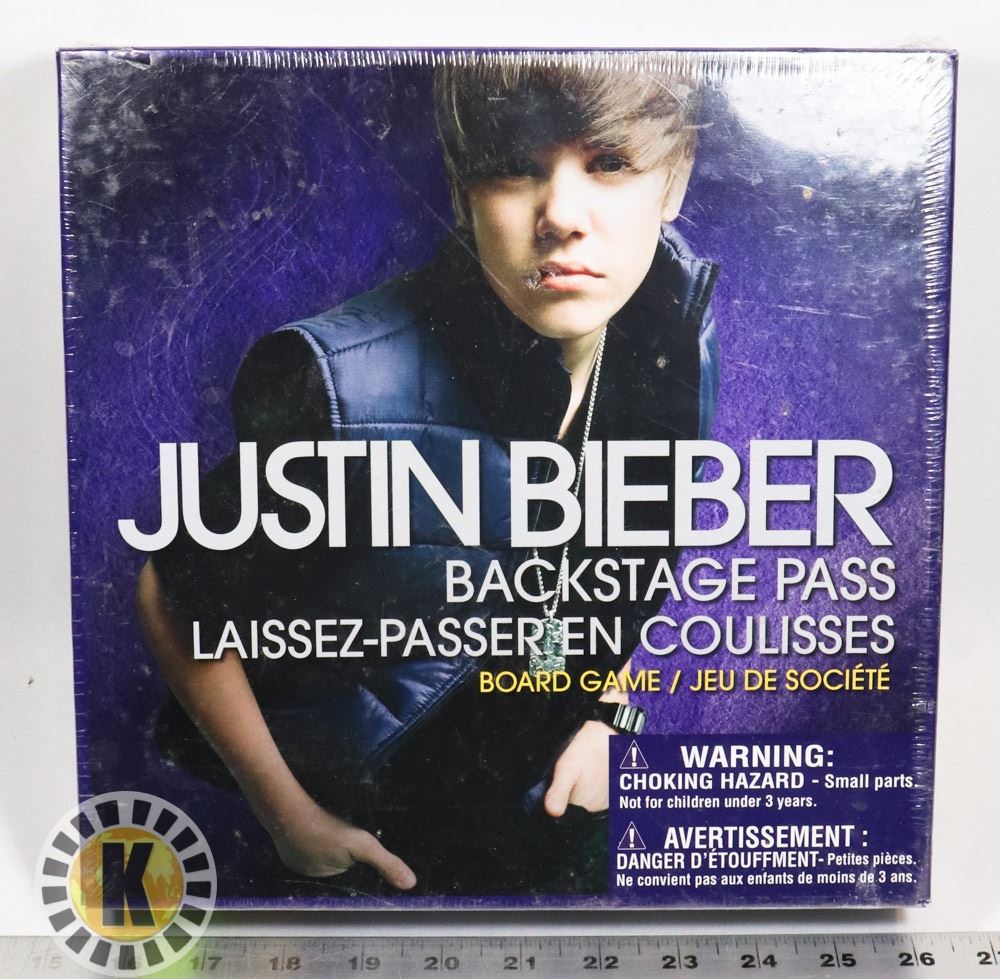 JUSTIN BIEBER
BACKSTAGE PASS
LAISSEZ-PASSER EN COULISSES
BOARD GAME / JEU DE SOCIÉTÉ
WARNING:
CHOKING HAZARD - Small parts.
Not for children under 3 years.
AVERTISSEMENT :
DANGER D'ÉTOUFFMENT- Petites pièces.
Ne convient pas aux enfants de moins de 3 ans.
K
15 16 17 18 19 20 21 22 23 24 25 26